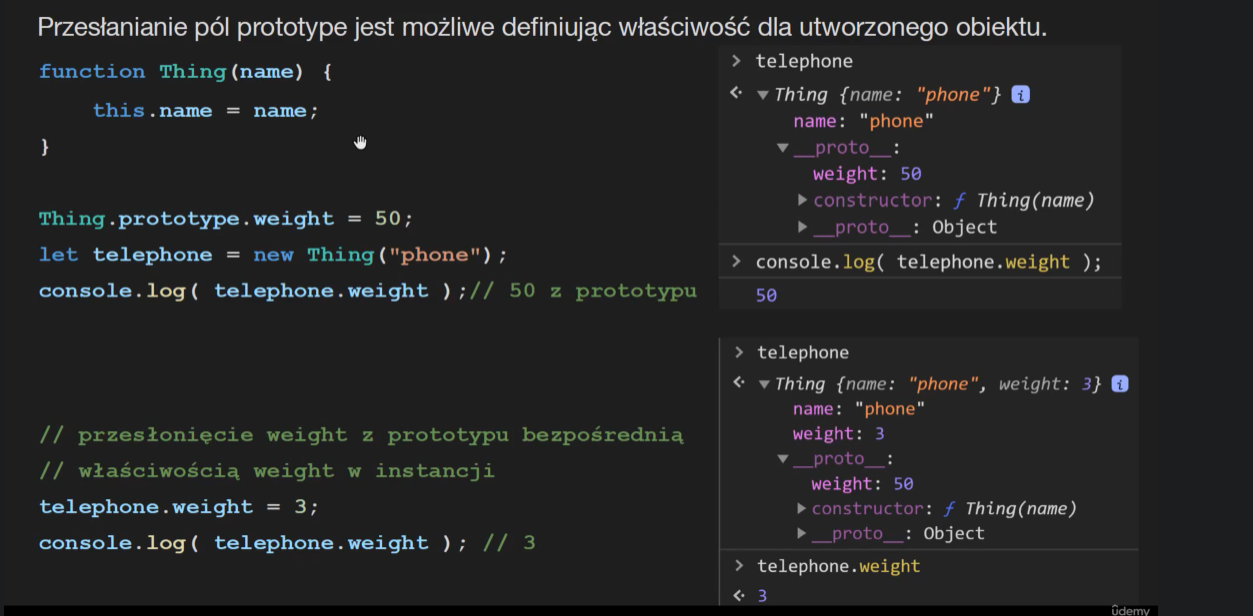 Przesłanianie pól prototype jest możliwe definiując właściwość dla utworzonego obiektu.
function Thing(name) {
this.name = name;
}
Thing.prototype.weight = 50;
let telephone = new Thing("phone");
console.log( telephone.weight );// 50 z prototypu
// przesłonięcie weight z prototypu bezpośrednią
// właściwością weight w instancji
telephone.weight = 3;
console.log( telephone.weight ); // 3
> telephone
Thing {name: "phone"} i
name: "phone"
__proto__:
weight: 50
constructor: ƒ Thing(name)
__proto__: Object
> console.log( telephone.weight );
50
> telephone
Thing {name: "phone", weight: 3} i
name: "phone"
weight: 3
__proto__:
weight: 50
constructor: ƒ Thing(name)
__proto__: Object
> telephone.weight
3
ûdemy